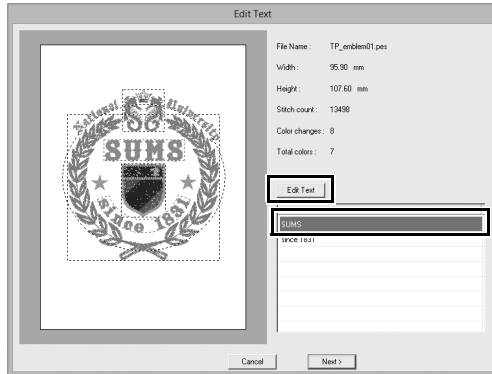 Edit Text
File Name : TP_emblem01.pes
Width : 95.90 mm
Height : 107.60 mm
Stitch count : 13498
Color changes : 8
Total colors : 7
National University
SUMS
since 1831
Edit Text
SUMS
since 1831
Cancel
Next >